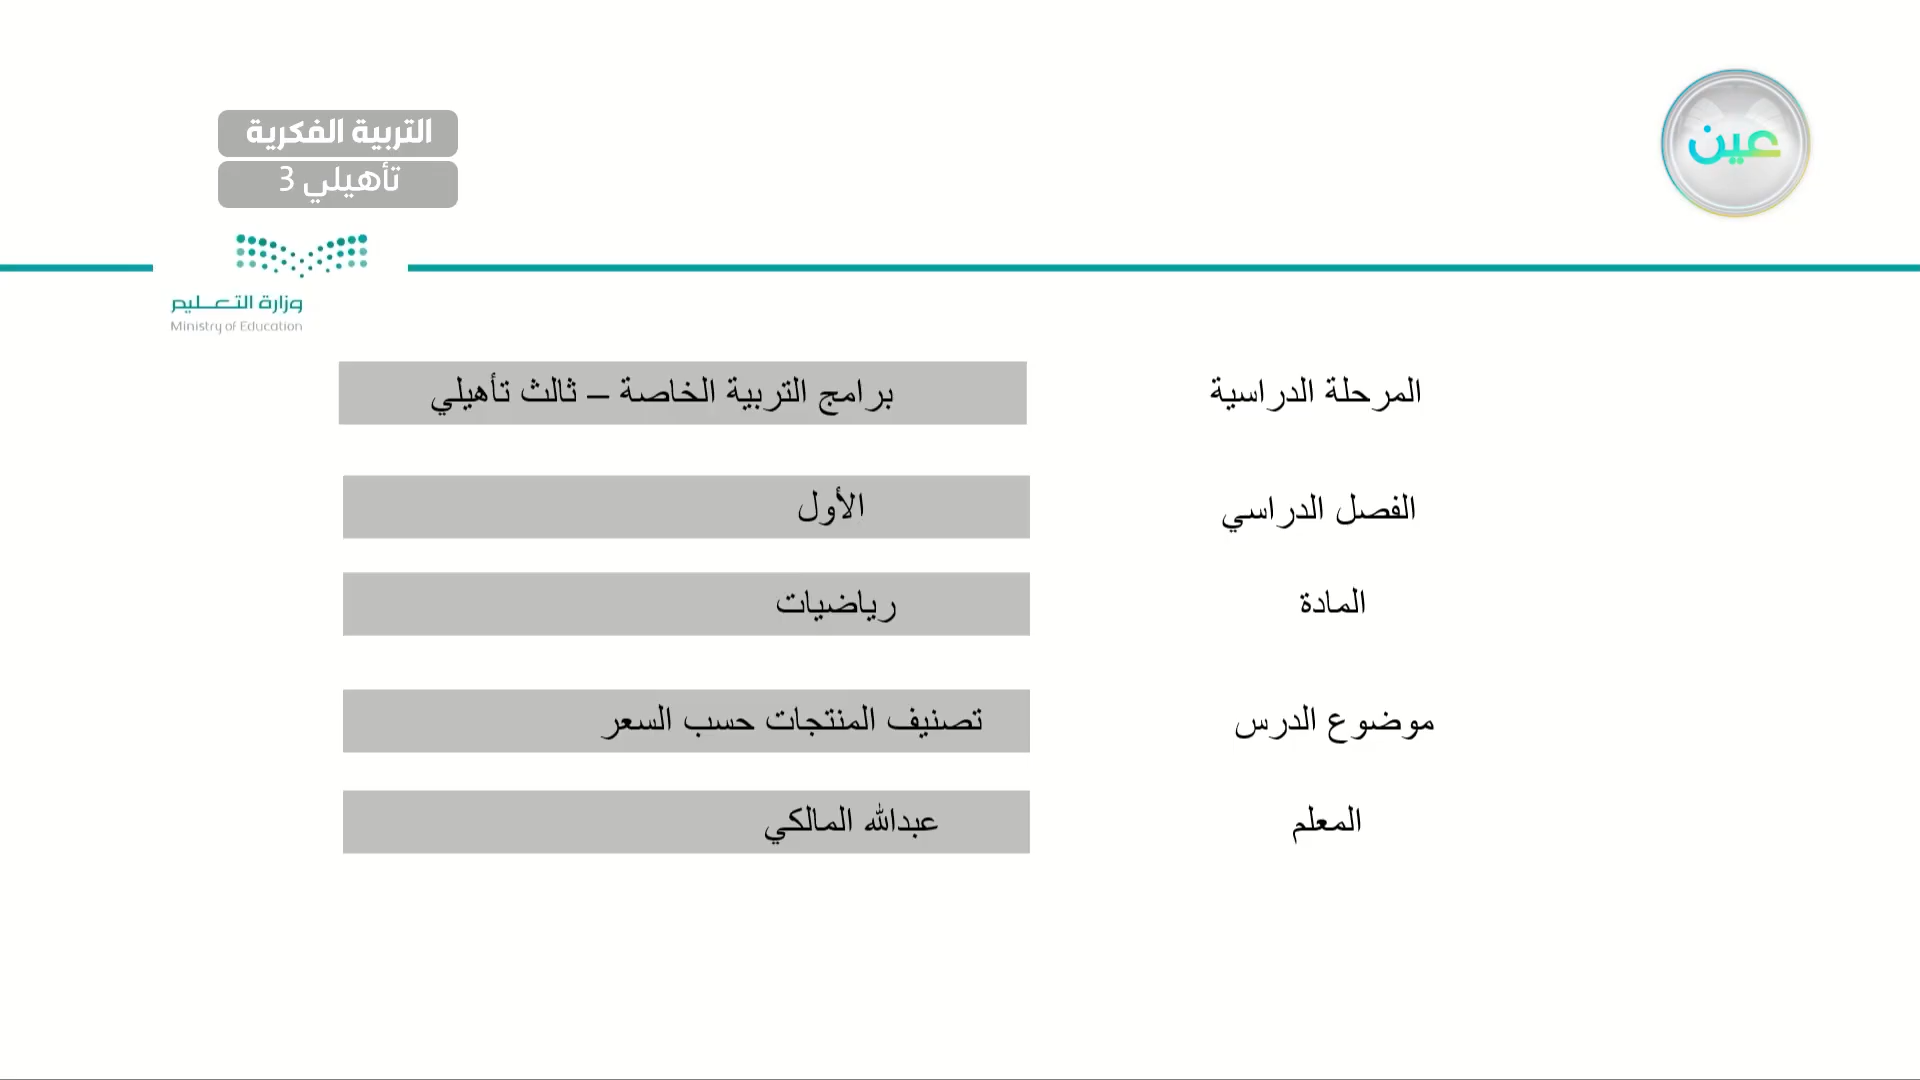 عين
التربية الفكرية
تأهيلي 3
وزارة التعليم
Ministry of Education
المرحلة الدراسية
برامج التربية الخاصة – ثالث تأهيلي
الفصل الدراسي
الأول
المادة
رياضيات
موضوع الدرس
تصنيف المنتجات حسب السعر
المعلم
عبدالله المالكي